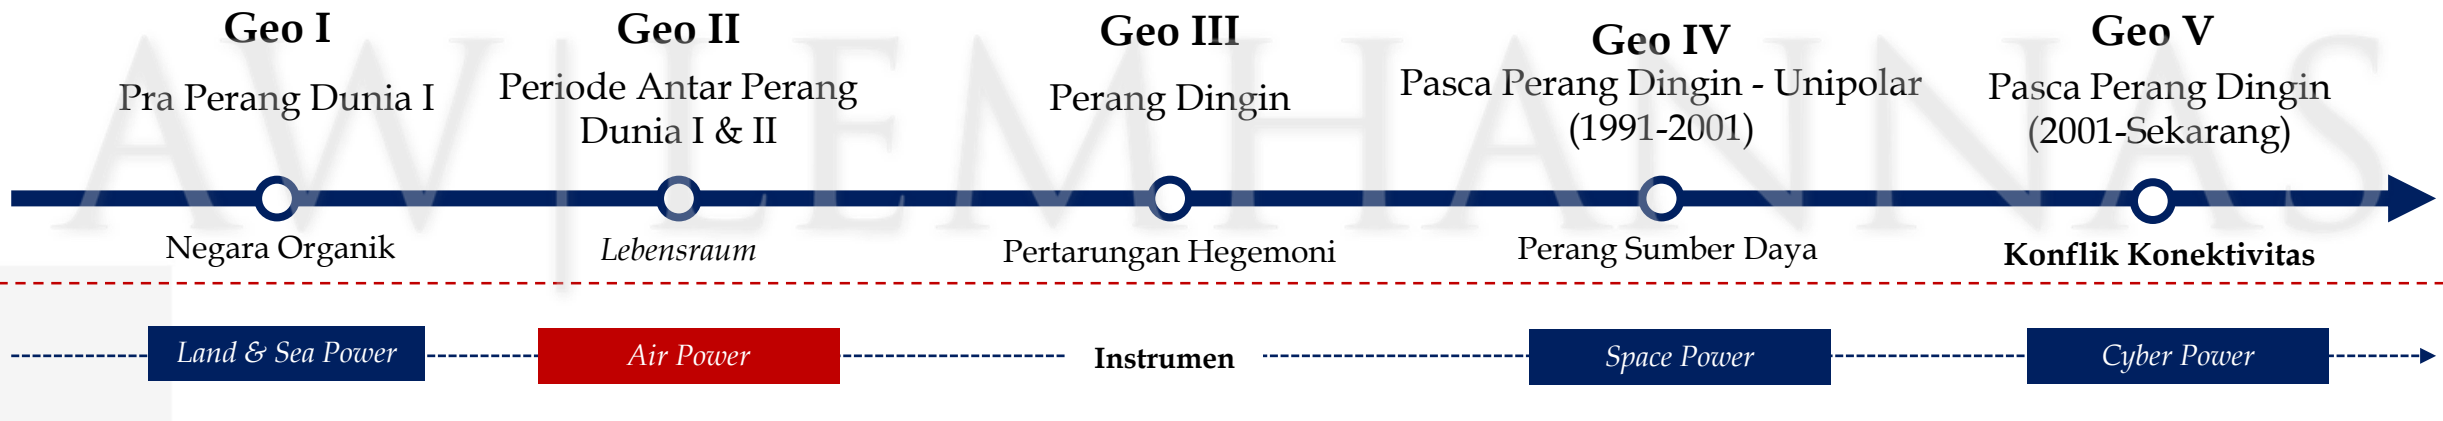 Geo I
Pra Perang Dunia I
Geo II
Periode Antar Perang
Dunia I & II
Geo III
Perang Dingin
Geo IV
Pasca Perang Dingin - Unipolar
(1991-2001)
Geo V
Pasca Perang Dingin
(2001-Sekarang)
AW | LEMHANNAS
Negara Organik
Lebensraum
Pertarungan Hegemoni
Perang Sumber Daya
Konflik Konektivitas
Land & Sea Power
Air Power
Instrumen
Space Power
Cyber Power